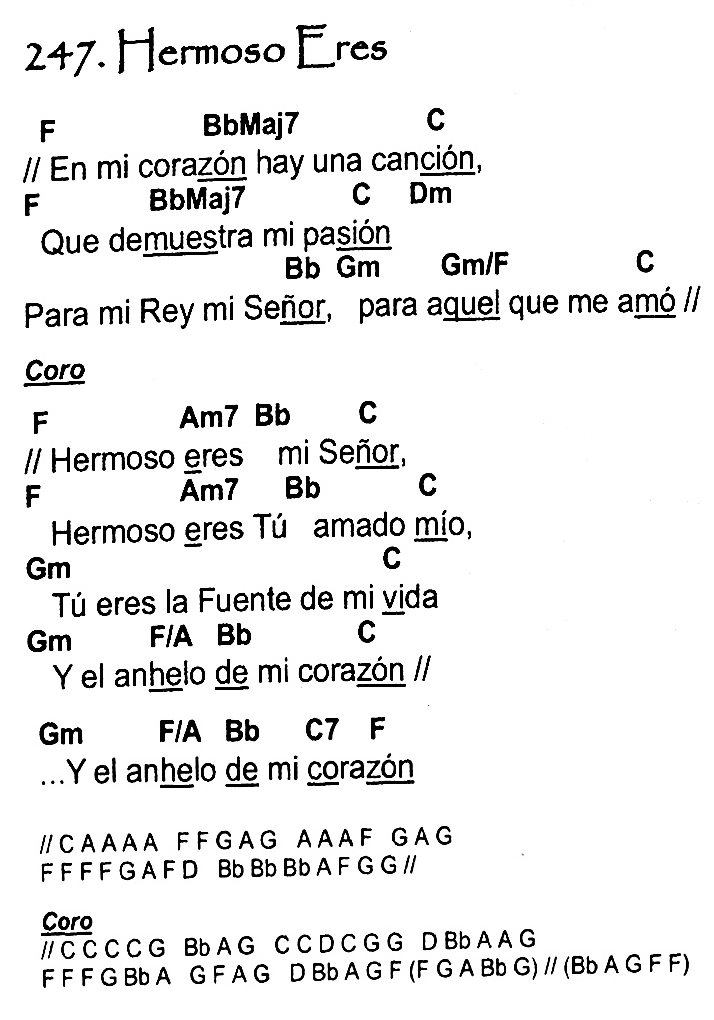 247. Hermoso Eres
F BbMaj7 C
// En mi corazón hay una canción,
F BbMaj7 C Dm
Que demuestra mi pasión
Bb Gm Gm/F C
Para mi Rey mi Señor, para aquel que me amó //
Coro
F Am7 Bb C
// Hermoso eres mi Señor,
F Am7 Bb C
Hermoso eres Tú amado mío,
Gm C
Tú eres la Fuente de mi vida
Gm F/A Bb C
Y el anhelo de mi corazón //
Gm F/A Bb C7 F
...Y el anhelo de mi corazón
// C A A A A F F G A G A A A F G A G
F F F F G A F D Bb Bb Bb A F G G //
Coro
// C C C C G Bb A G C C D C G G D Bb A A G
F F F G Bb A G F A G D Bb A G F (F G A Bb G) // (Bb A G F F)